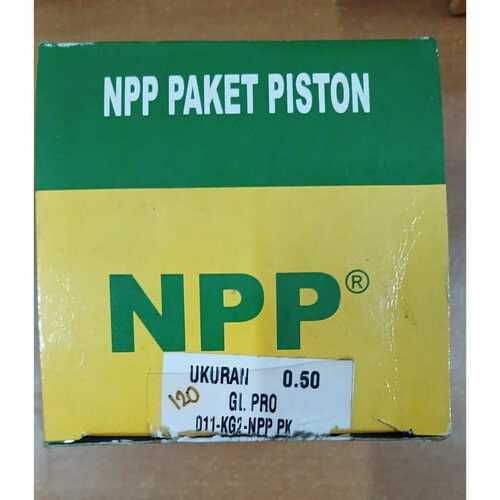 NPP PAKET PISTON
NPP®
UKURAN 0.50
120
GL PRO
011-KG2-NPP PK